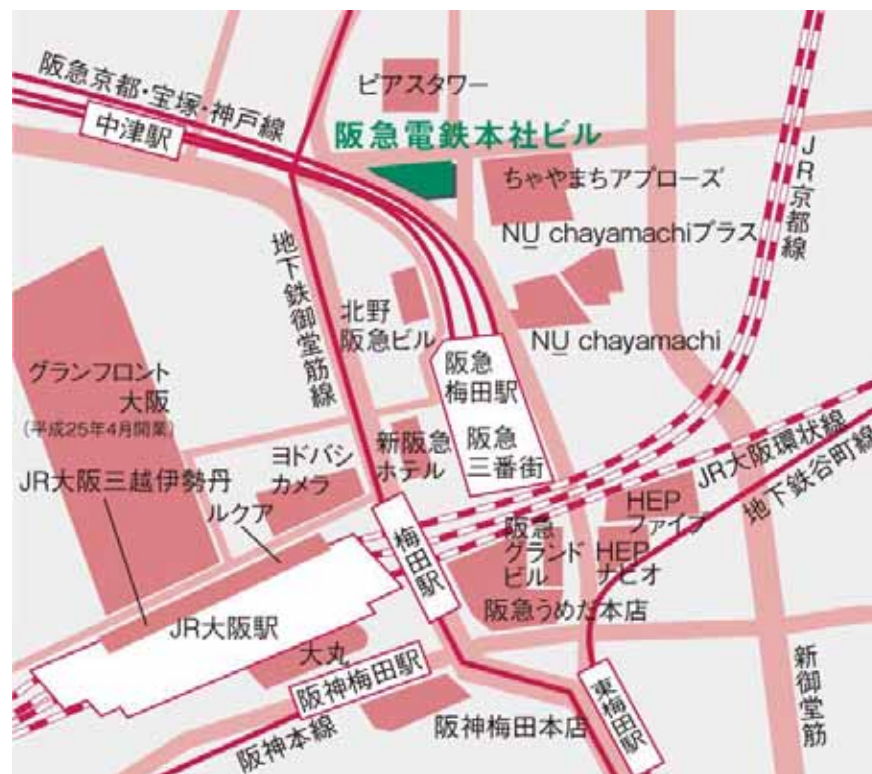 ピアスタワー
阪急京都・宝塚・神戸線
中津駅
阪急電鉄本社ビル
ちゃやまちアプローズ
JR京都線
NU chayamachiプラス
地下鉄御堂筋線
北野
阪急ビル
NU chayamachi
阪急
梅田駅
グランフロント
大阪
(平成25年4月開業)
阪急
三番街
新阪急
ホテル
ヨドバシ
カメラ
JR大阪三越伊勢丹
ルクア
JR大阪環状線
地下鉄谷町線
HEP
ファイブ
梅田駅
阪急
グランド
ビル
HEP
ナビオ
阪急うめだ本店
JR大阪駅
大丸
阪神梅田駅
阪神本線
阪神梅田本店
東梅田駅
新御堂筋